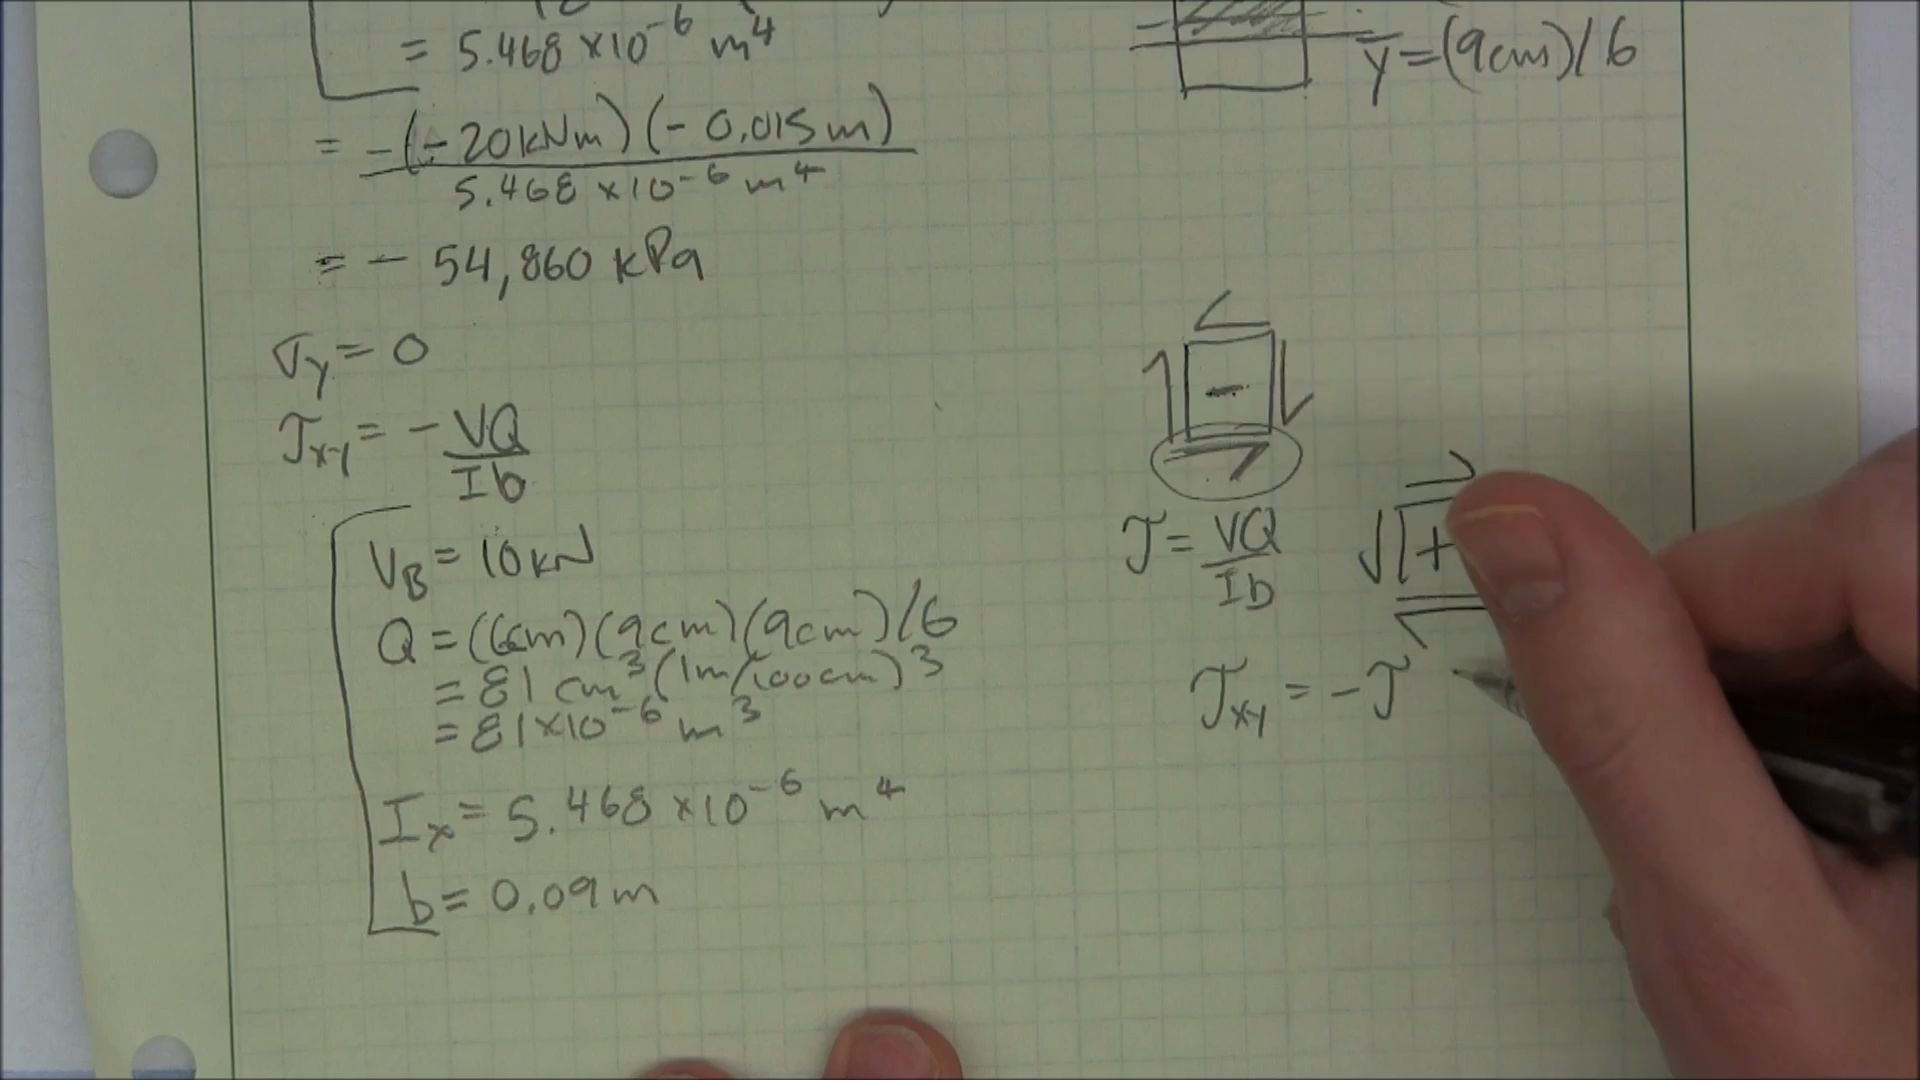 = 5.468 ×10⁻⁶ m⁴
ȳ = (9cm)/6
= -(-20kNm)(-0.015m)
5.468 ×10⁻⁶ m⁴
= - 54,860 kPa
σy = 0
τxy = - VQ
Ib
VB = 10kN
Q = (6cm)(9cm)(9cm)/6
= 81 cm³(1m/100cm)³
= 81×10⁻⁶ m³
Ix = 5.468 ×10⁻⁶ m⁴
b = 0.09m
-
τ = VQ
Ib
+
τxy = -τ